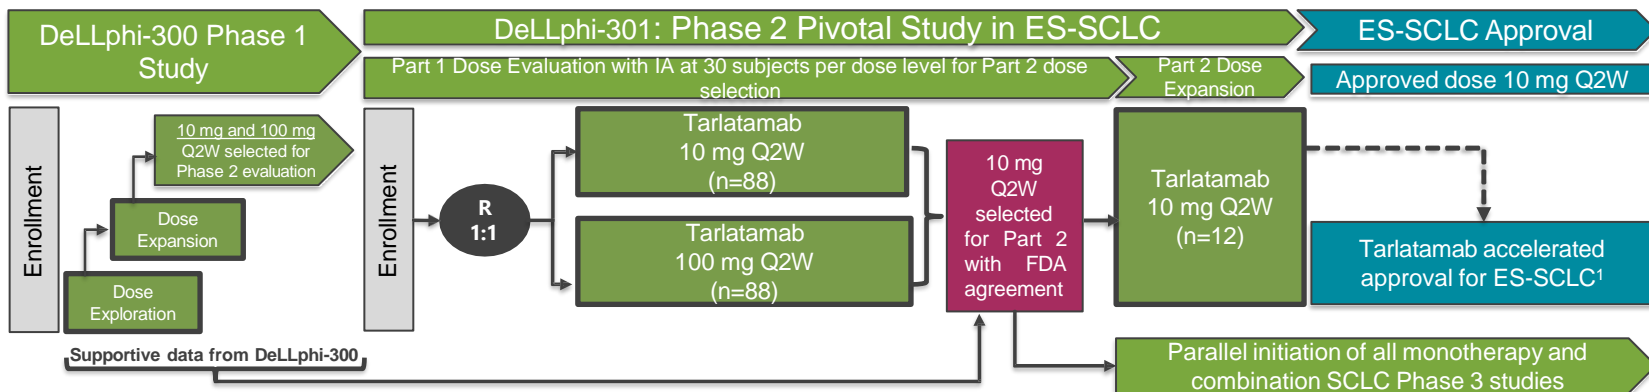 DeLLphi-300 Phase 1
Study
DeLLphi-301: Phase 2 Pivotal Study in ES-SCLC
ES-SCLC Approval
Part 1 Dose Evaluation with IA at 30 subjects per dose level for Part 2 dose
selection
Part 2 Dose
Expansion
Approved dose 10 mg Q2W
Enrollment
10 mg and 100 mg
Q2W selected for
Phase 2 evaluation
Dose
Expansion
Dose
Exploration
Supportive data from DeLLphi-300
Enrollment
R
1:1
Tarlatamab
10 mg Q2W
(n=88)
Tarlatamab
100 mg Q2W
(n=88)
10 mg
Q2W
selected
for Part 2
with FDA
agreement
Tarlatamab
10 mg Q2W
(n=12)
Tarlatamab accelerated
approval for ES-SCLC¹
Parallel initiation of all monotherapy and
combination SCLC Phase 3 studies